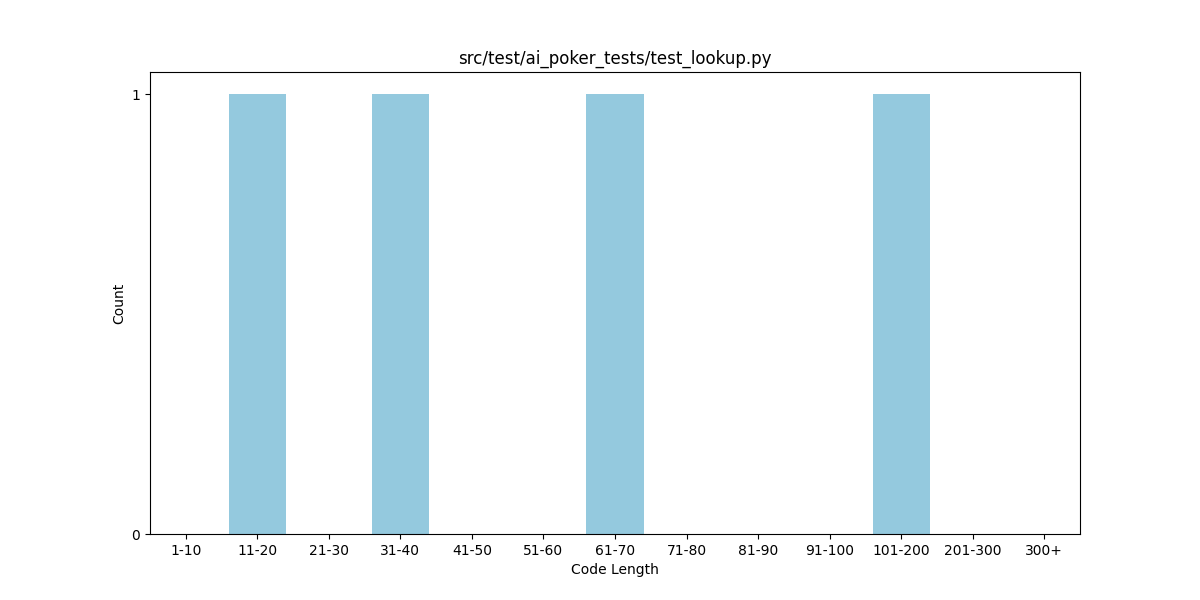 src/test/ai_poker_tests/test_lookup.py
1
Count
0
1-10 11-20 21-30 31-40 41-50 51-60 61-70 71-80 81-90 91-100 101-200 201-300 300+
Code Length